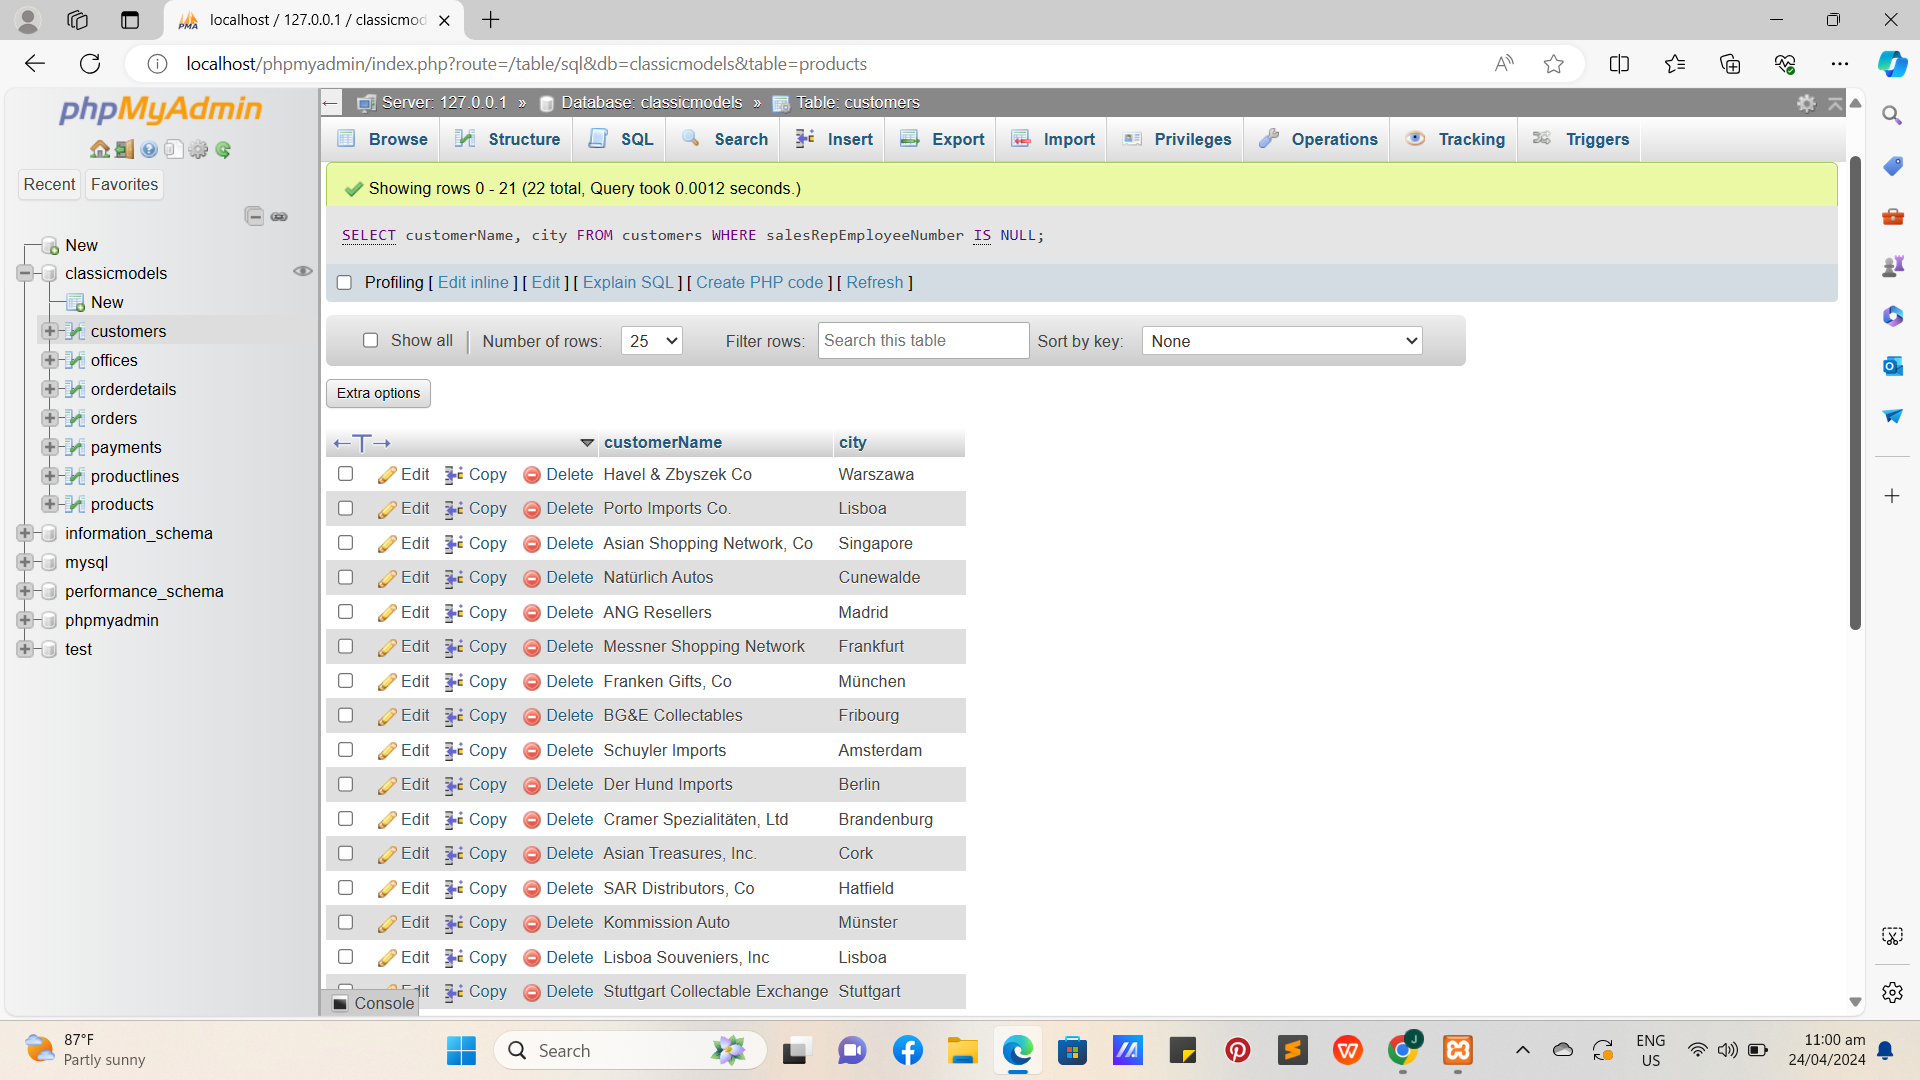 localhost / 127.0.0.1 / classicmod
localhost/phpmyadmin/index.php?route=/table/sql&db=classicmodels&table=products
phpMyAdmin
Recent
Favorites
New
classicmodels
New
customers
offices
orderdetails
orders
payments
productlines
products
information_schema
mysql
performance_schema
phpmyadmin
test
Server: 127.0.0.1 » Database: classicmodels » Table: customers
Browse Structure SQL Search Insert Export Import Privileges Operations Tracking Triggers
Showing rows 0 - 21 (22 total, Query took 0.0012 seconds.)
SELECT customerName, city FROM customers WHERE salesRepEmployeeNumber IS NULL;
Profiling [ Edit inline ] [ Edit ] [ Explain SQL ] [ Create PHP code ] [ Refresh ]
Show all Number of rows: 25 Filter rows: Search this table Sort by key: None
Extra options
←T→ customerName city
Edit Copy Delete Havel & Zbyszek Co Warszawa
Edit Copy Delete Porto Imports Co. Lisboa
Edit Copy Delete Asian Shopping Network, Co Singapore
Edit Copy Delete Natürlich Autos Cunewalde
Edit Copy Delete ANG Resellers Madrid
Edit Copy Delete Messner Shopping Network Frankfurt
Edit Copy Delete Franken Gifts, Co München
Edit Copy Delete BG&E Collectables Fribourg
Edit Copy Delete Schuyler Imports Amsterdam
Edit Copy Delete Der Hund Imports Berlin
Edit Copy Delete Cramer Spezialitäten, Ltd Brandenburg
Edit Copy Delete Asian Treasures, Inc. Cork
Edit Copy Delete SAR Distributors, Co Hatfield
Edit Copy Delete Kommission Auto Münster
Edit Copy Delete Lisboa Souveniers, Inc Lisboa
Edit Copy Delete Stuttgart Collectable Exchange Stuttgart
Console
87°F
Partly sunny
Search
ENG
US
11:00 am
24/04/2024